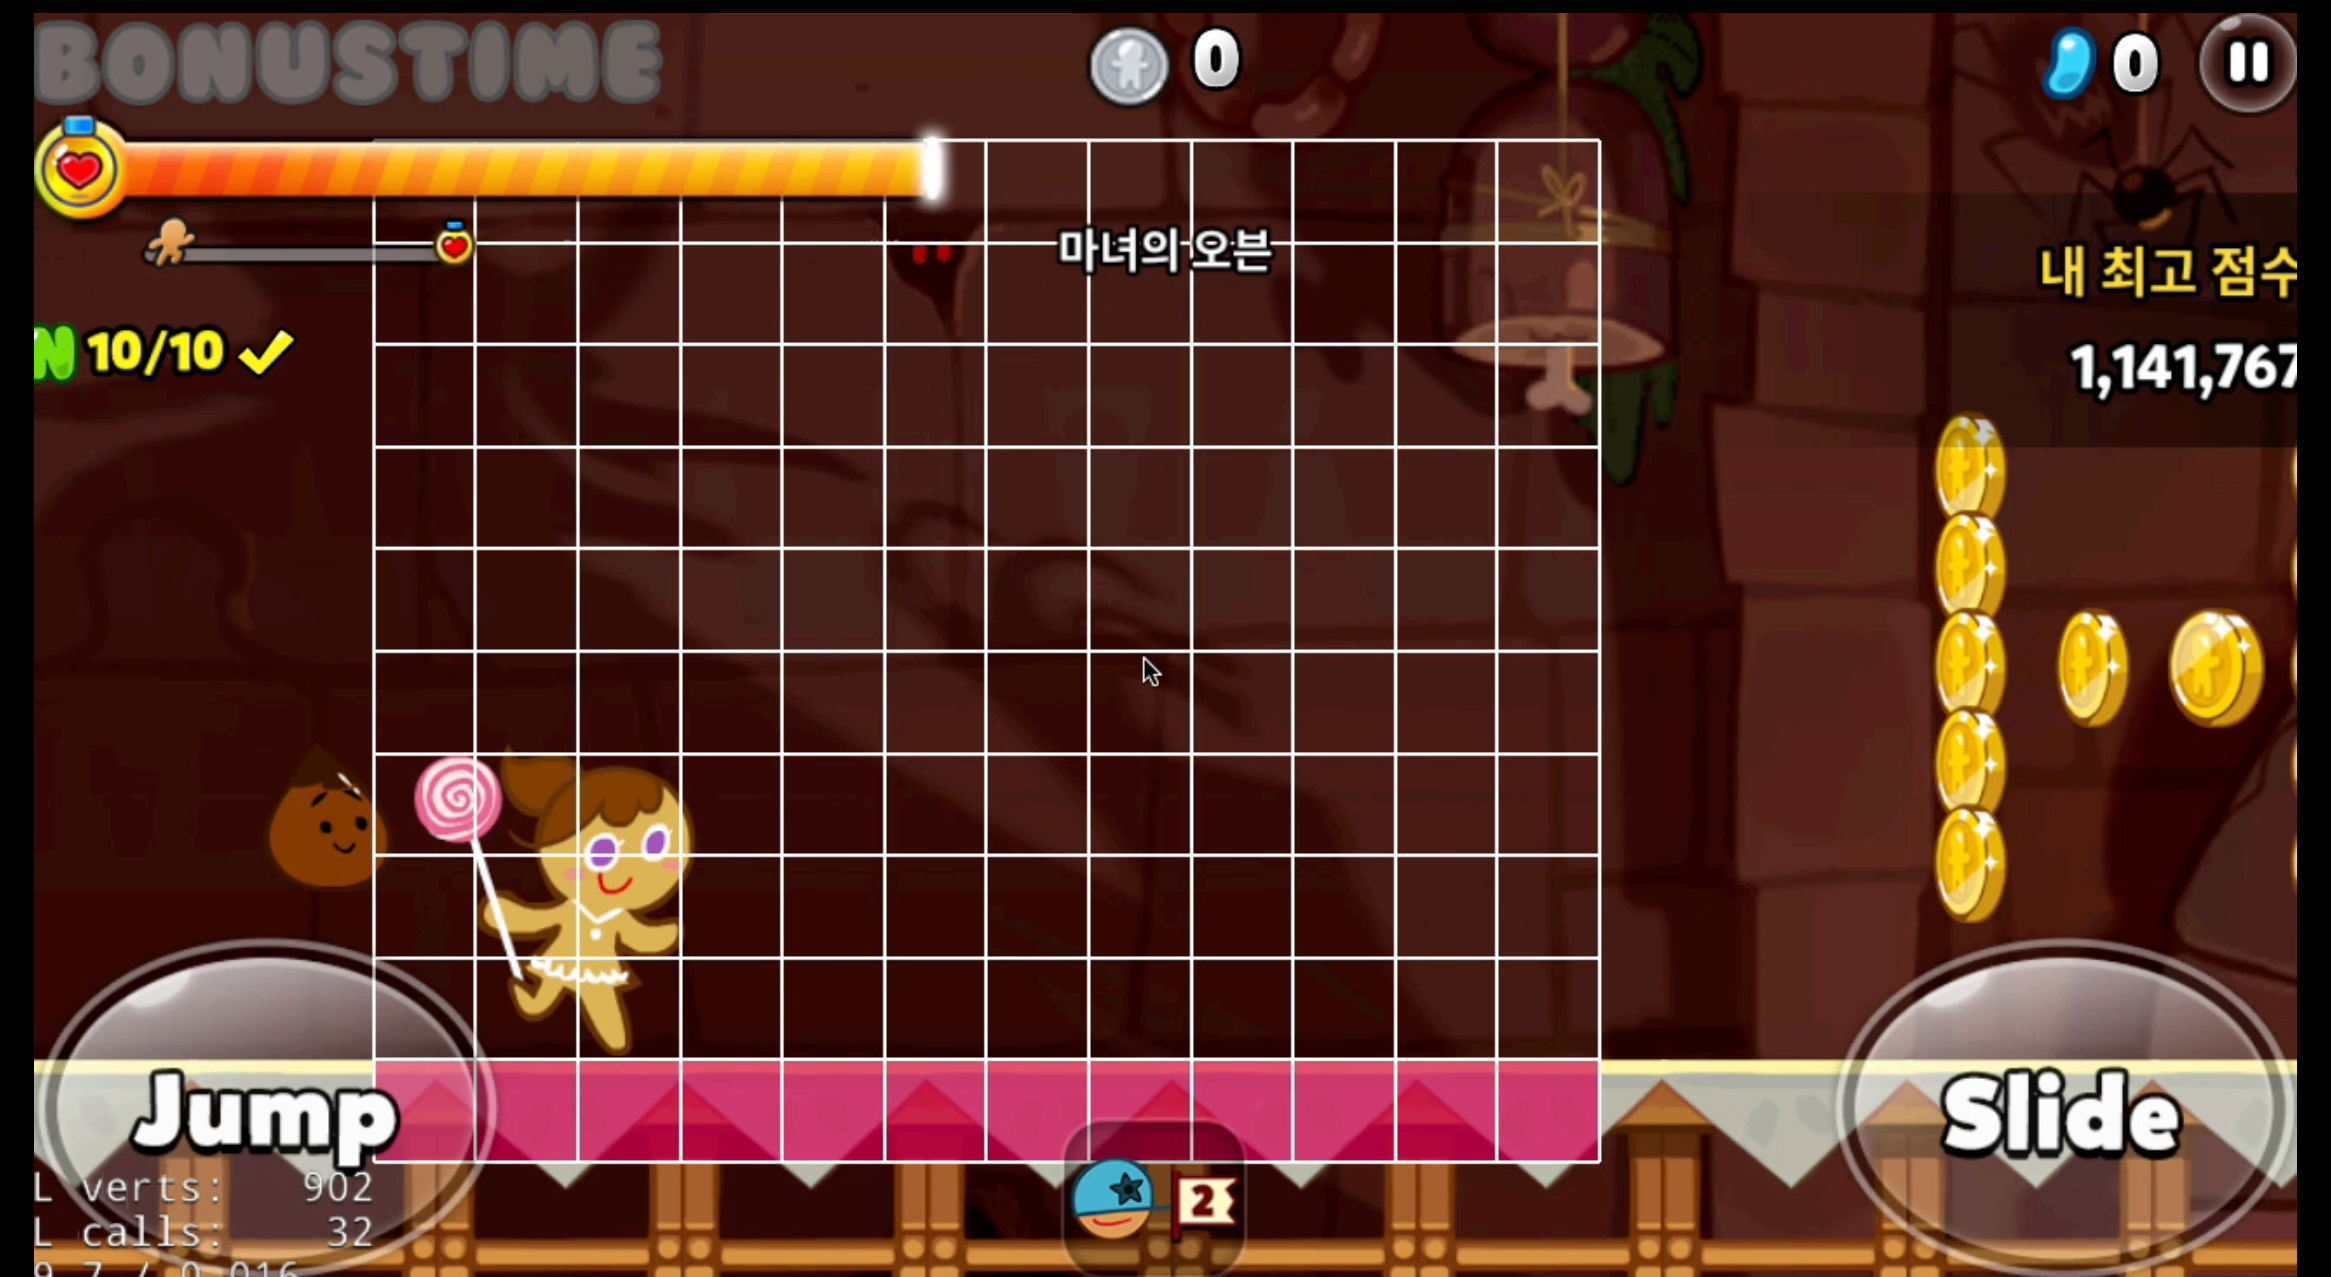 BONUSTIME
0
0
마녀의 오븐
내 최고 점수
N 10/10
1,141,767
Jump
Slide
L verts: 902
2
L calls: 32